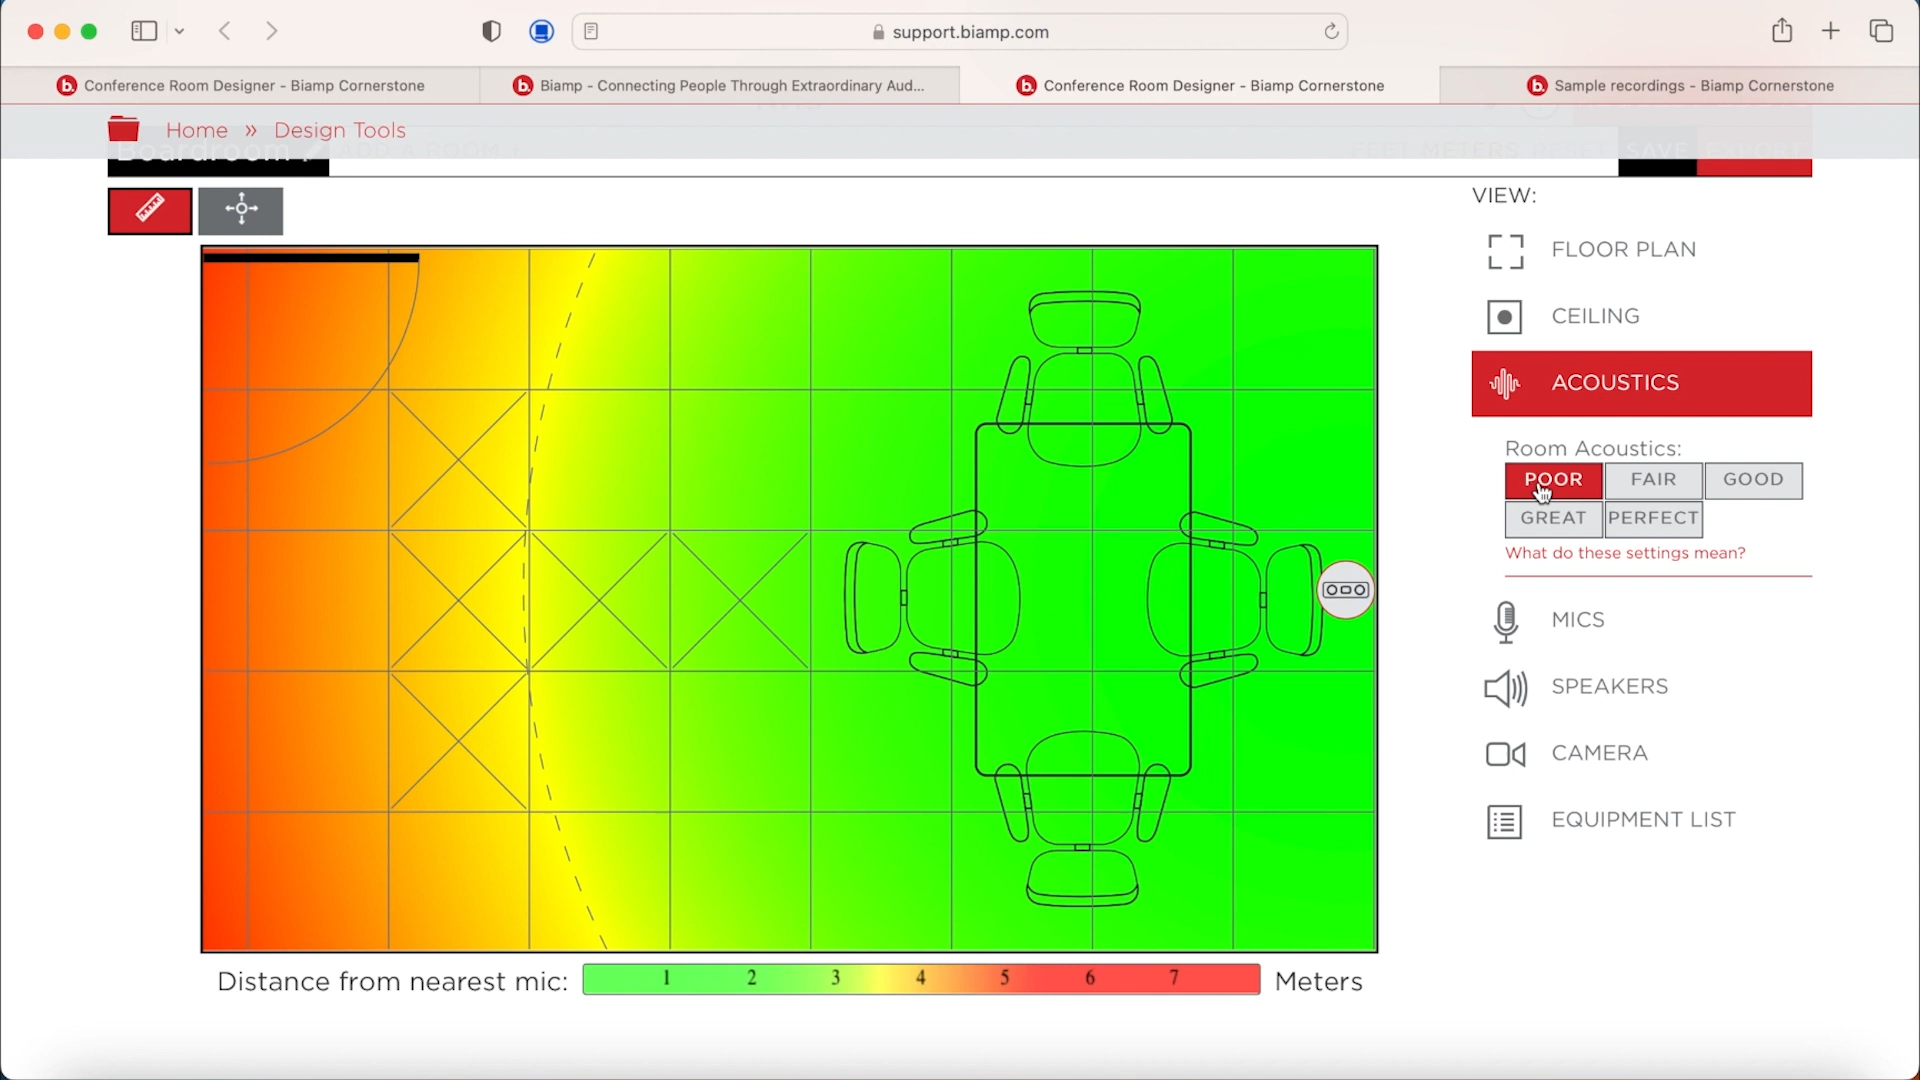 support.biamp.com
Conference Room Designer - Biamp Cornerstone
Biamp - Connecting People Through Extraordinary Aud...
Conference Room Designer - Biamp Cornerstone
Sample recordings - Biamp Cornerstone
Home » Design Tools
Boardroom
VIEW:
FLOOR PLAN
CEILING
ACOUSTICS
Room Acoustics:
POOR FAIR GOOD
GREAT PERFECT
What do these settings mean?
MICS
SPEAKERS
CAMERA
EQUIPMENT LIST
Distance from nearest mic: 1 2 3 4 5 6 7 Meters